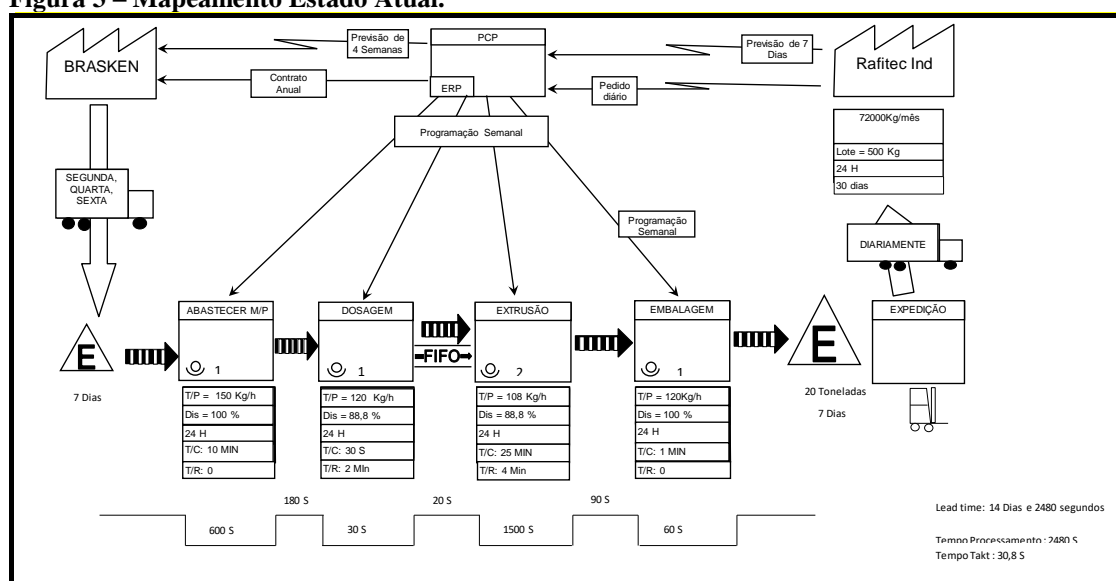 Figura 5 – Mapeamento Estado Atual.
BRASKEN
Previsão de
4 Semanas
Contrato
Anual
PCP
ERP
Previsão de 7
Dias
Pedido
diário
Rafitec Ind
72000Kg/mês
Lote = 500 Kg
24 H
30 dias
Programação Semanal
SEGUNDA,
QUARTA,
SEXTA
Programação
Semanal
DIARIAMENTE
E
7 Dias
ABASTECER M/P
1
T/P = 150 Kg/h
Dis = 100 %
24 H
T/C: 10 MIN
T/R: 0
DOSAGEM
1
T/P = 120 Kg/h
Dis = 88,8 %
24 H
T/C: 30 S
T/R: 2 MIn
FIFO
EXTRUSÃO
2
T/P = 108 Kg/h
Dis = 88,8 %
24 H
T/C: 25 MIN
T/R: 4 Min
EMBALAGEM
1
T/P = 120Kg/h
Dis = 100 %
24 H
T/C: 1 MIN
T/R: 0
E
20 Toneladas
7 Dias
EXPEDIÇÃO
180 S
20 S
90 S
600 S
30 S
1500 S
60 S
Lead time: 14 Dias e 2480 segundos
Tempo Processamento : 2480 S
Tempo Takt : 30,8 S